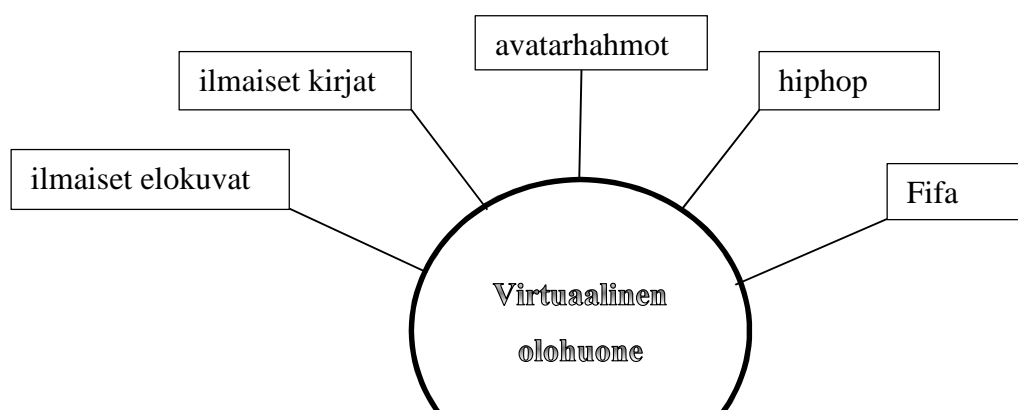 avatarhahmot
ilmaiset kirjat
hiphop
ilmaiset elokuvat
Fifa
Virtuaalinen
olohuone